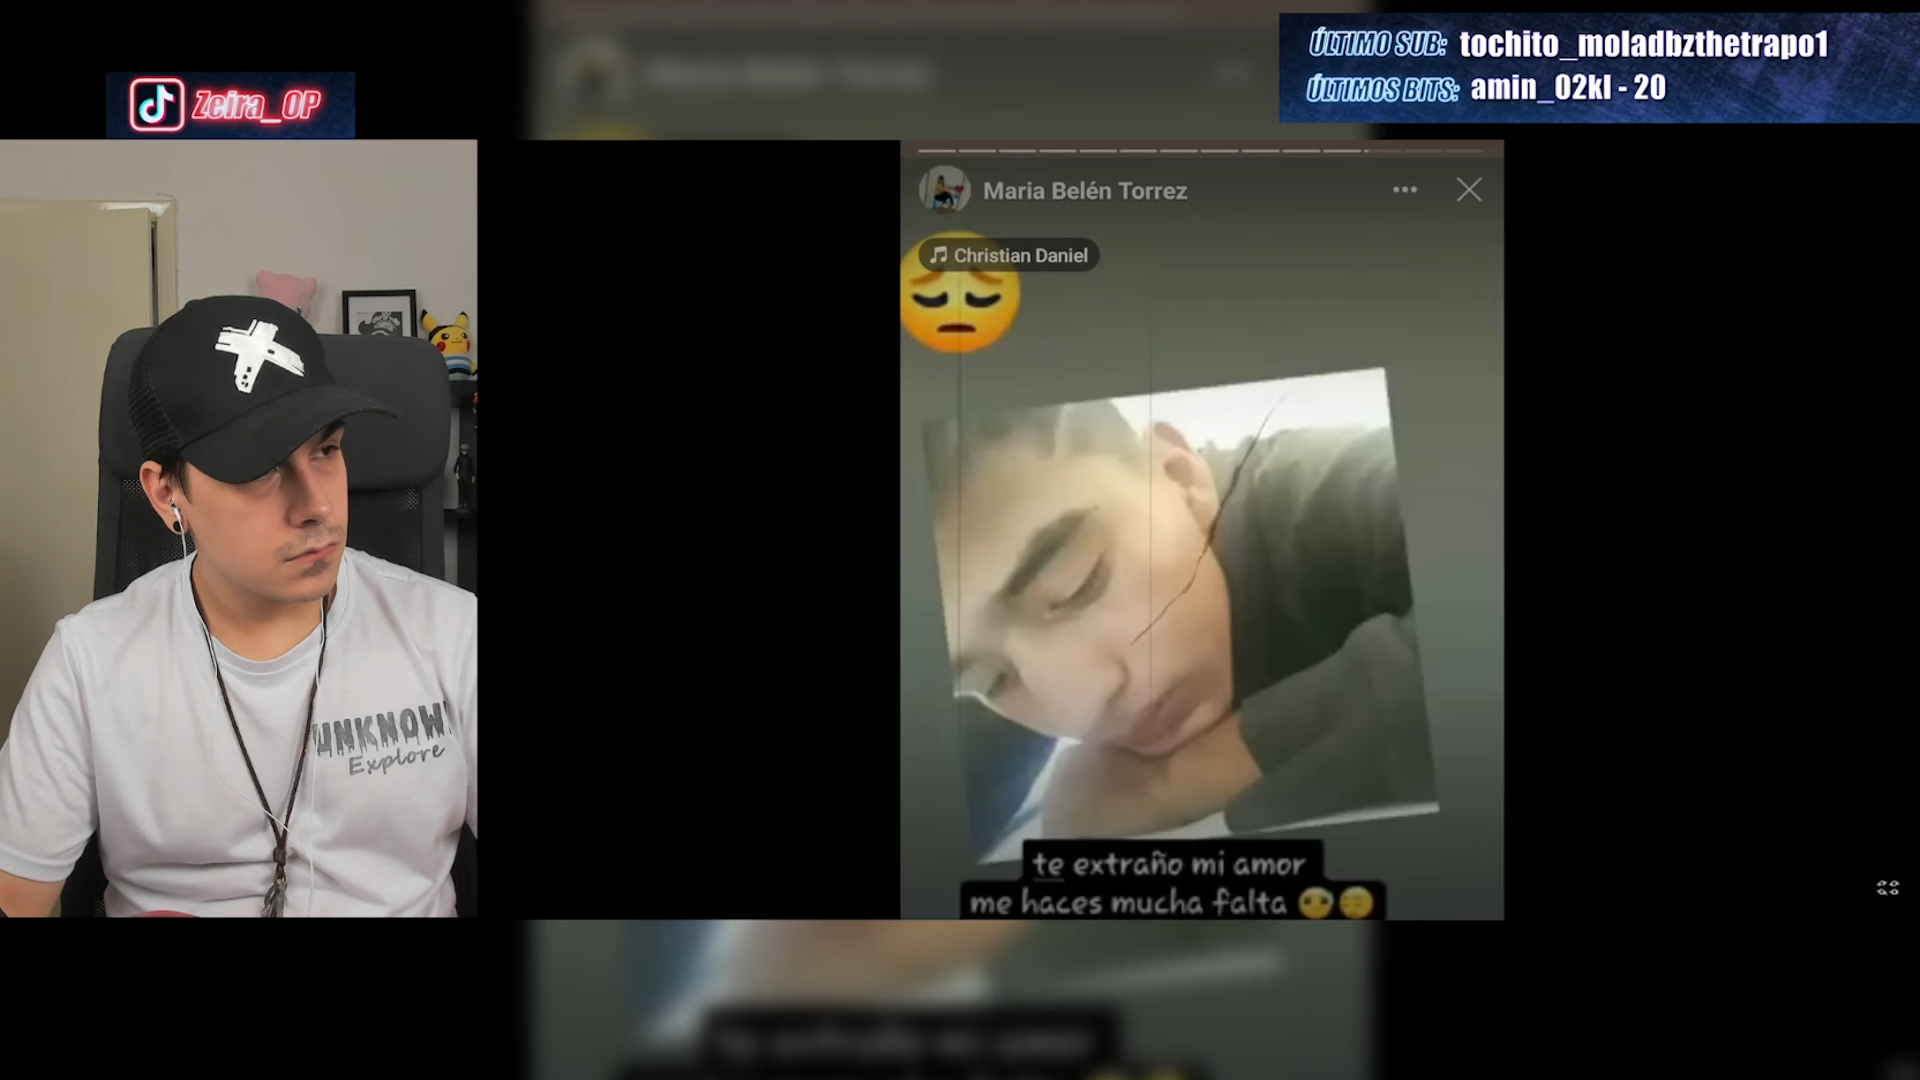 ÚLTIMO SUB: tochito_moladbzthetrapo1
ÚLTIMOS BITS: amin_02kl - 20
Zeira_OP
Maria Belén Torrez
Christian Daniel
te extraño mi amor
me haces mucha falta
UNKNOWN
Explore